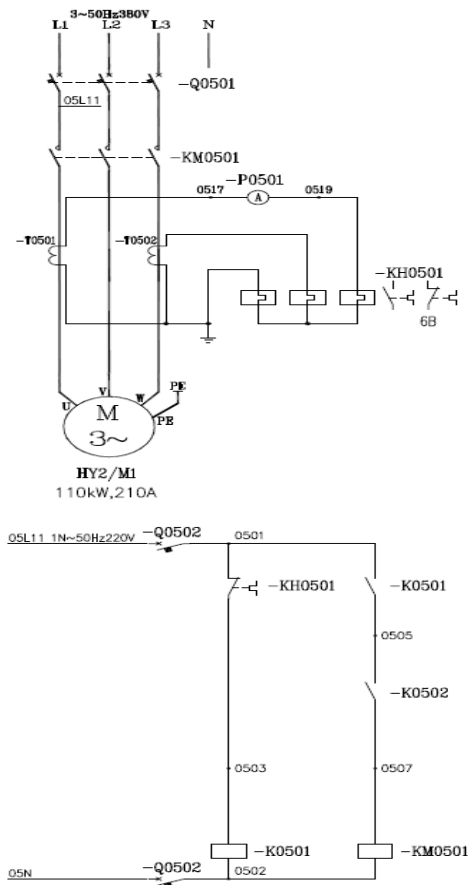 3~50Hz380V
L1 L2 L3 N
-Q0501
05L11
-KM0501
-P0501
0517 A 0519
-T0501 -T0502
-KH0501
6B
U V W PE
PE
M
3~
HY2/M1
110kW,210A
05L11 1N~50Hz220V -Q0502 0501
-KH0501 -K0501
0505
-K0502
0503 0507
-K0501 -KM0501
05N -Q0502 0502